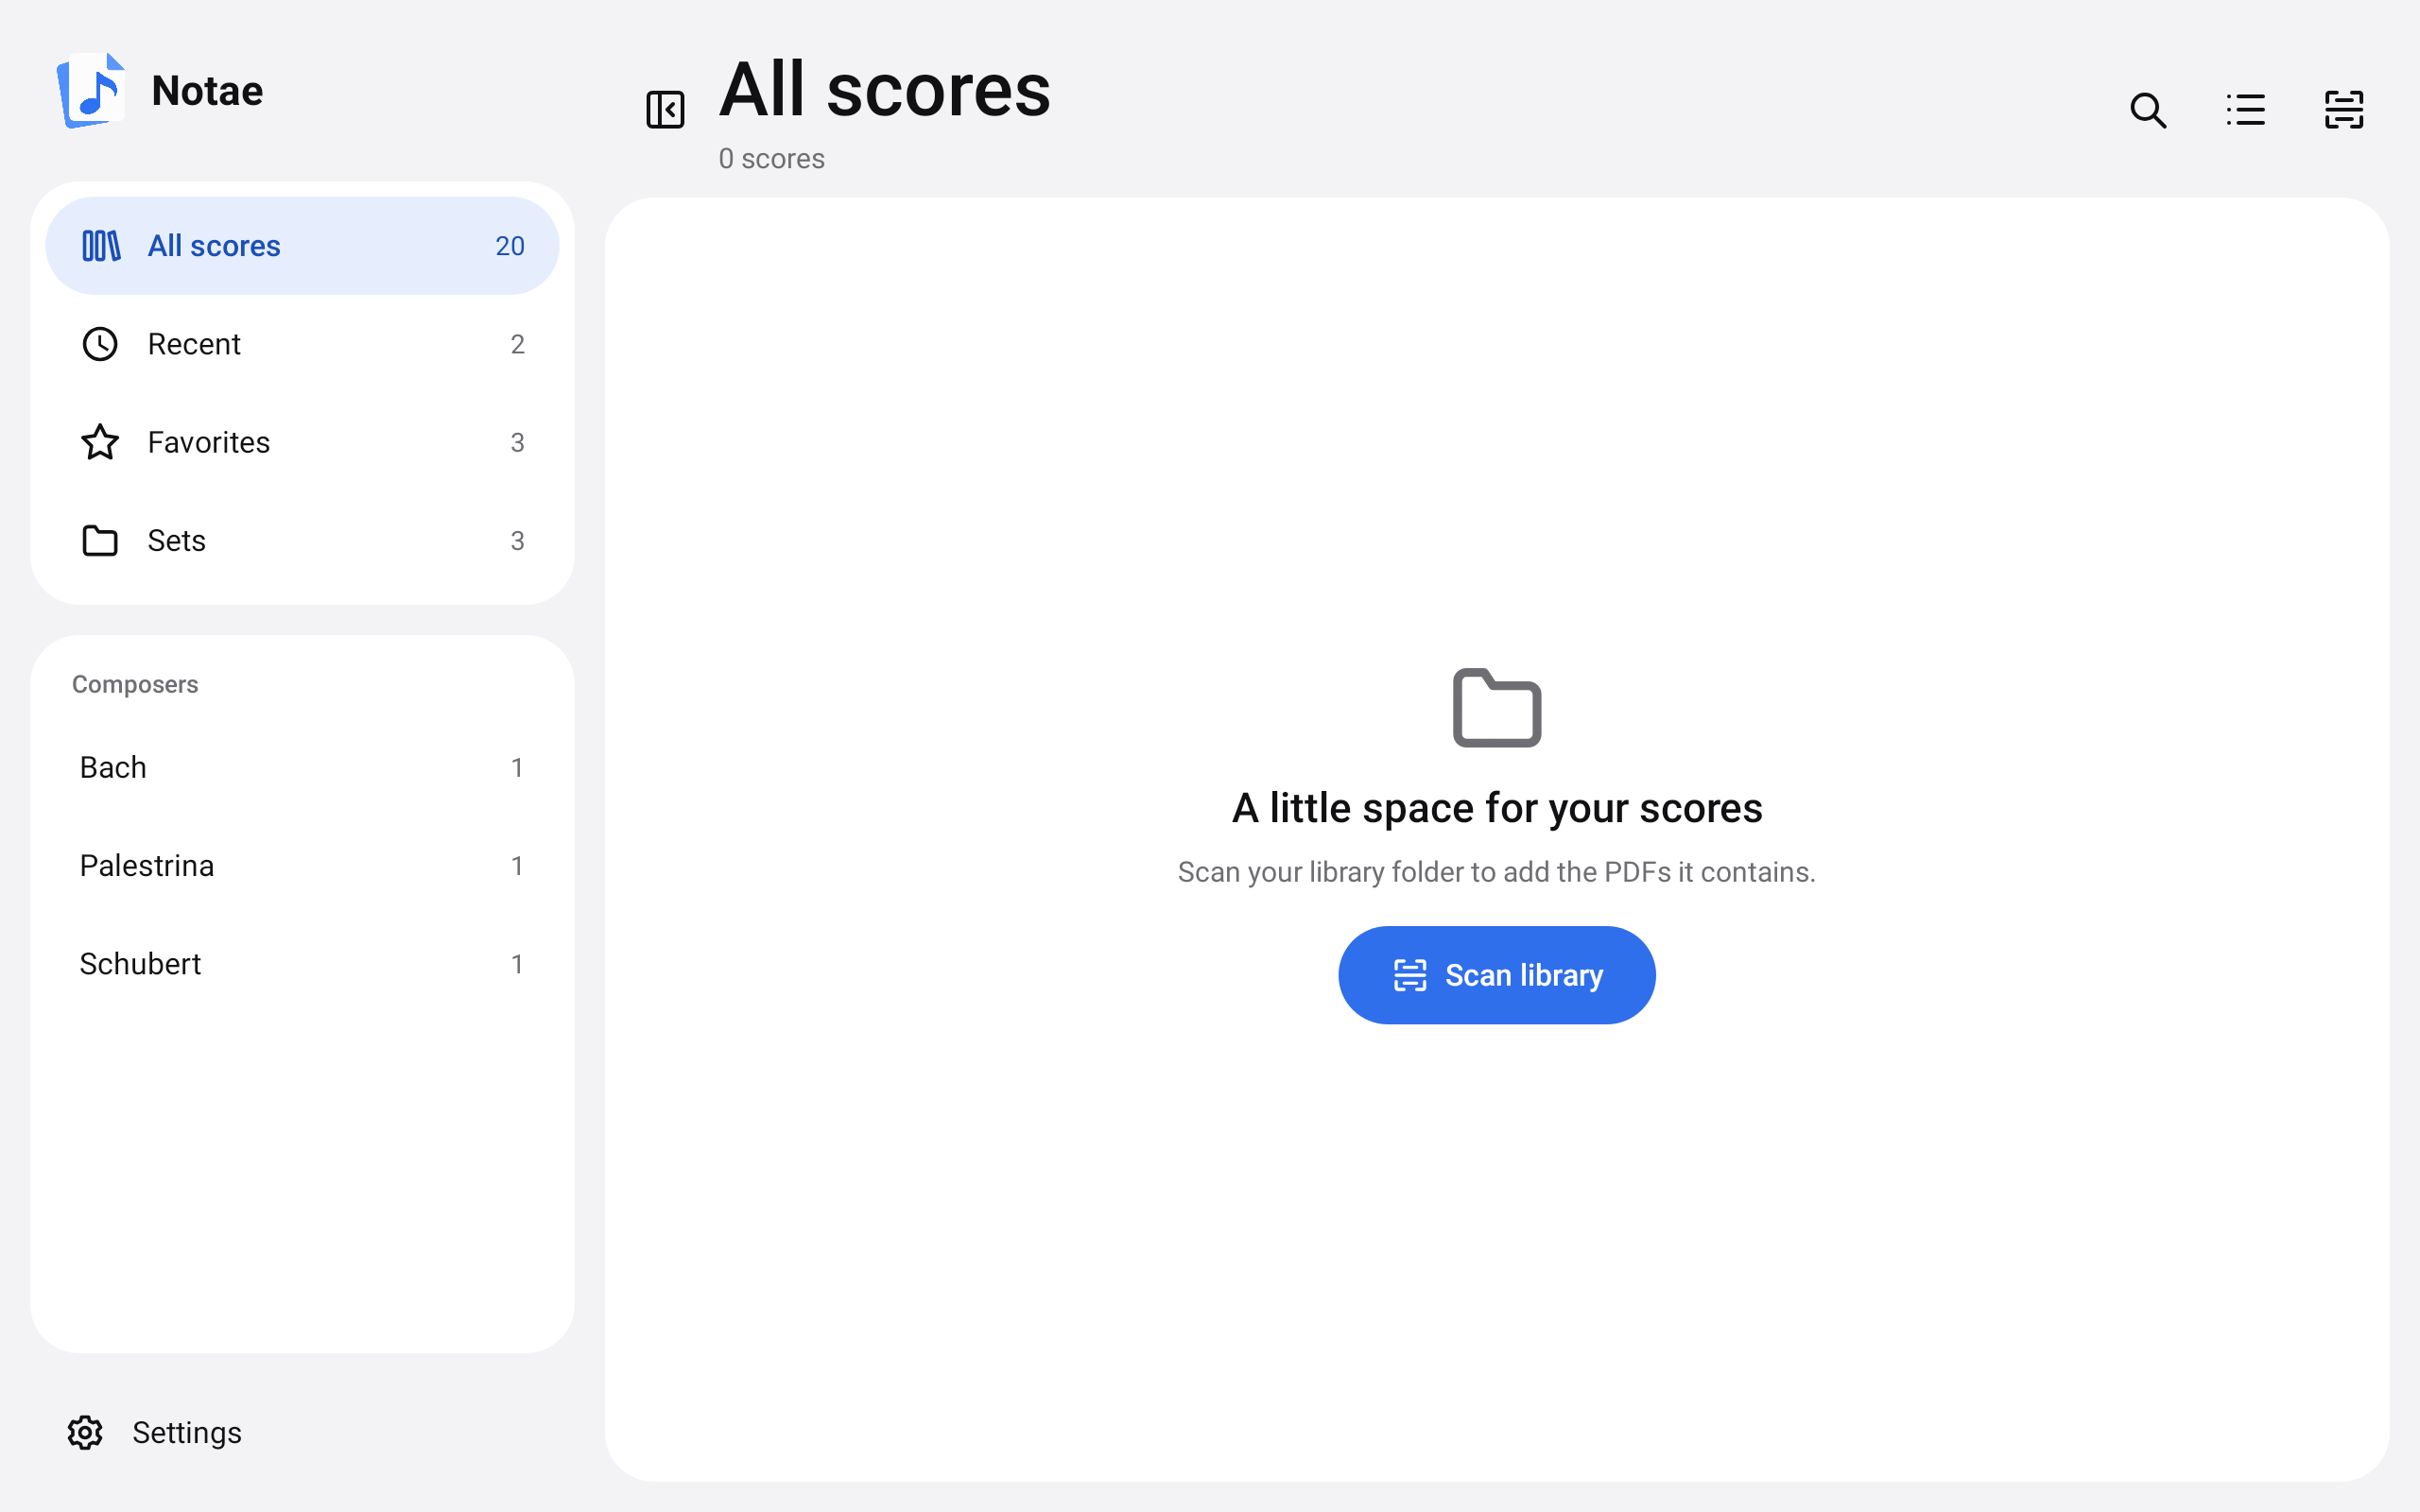 Notae
All scores 20
Recent 2
Favorites 3
Sets 3
Composers
Bach 1
Palestrina 1
Schubert 1
Settings
All scores
0 scores
A little space for your scores
Scan your library folder to add the PDFs it contains.
Scan library